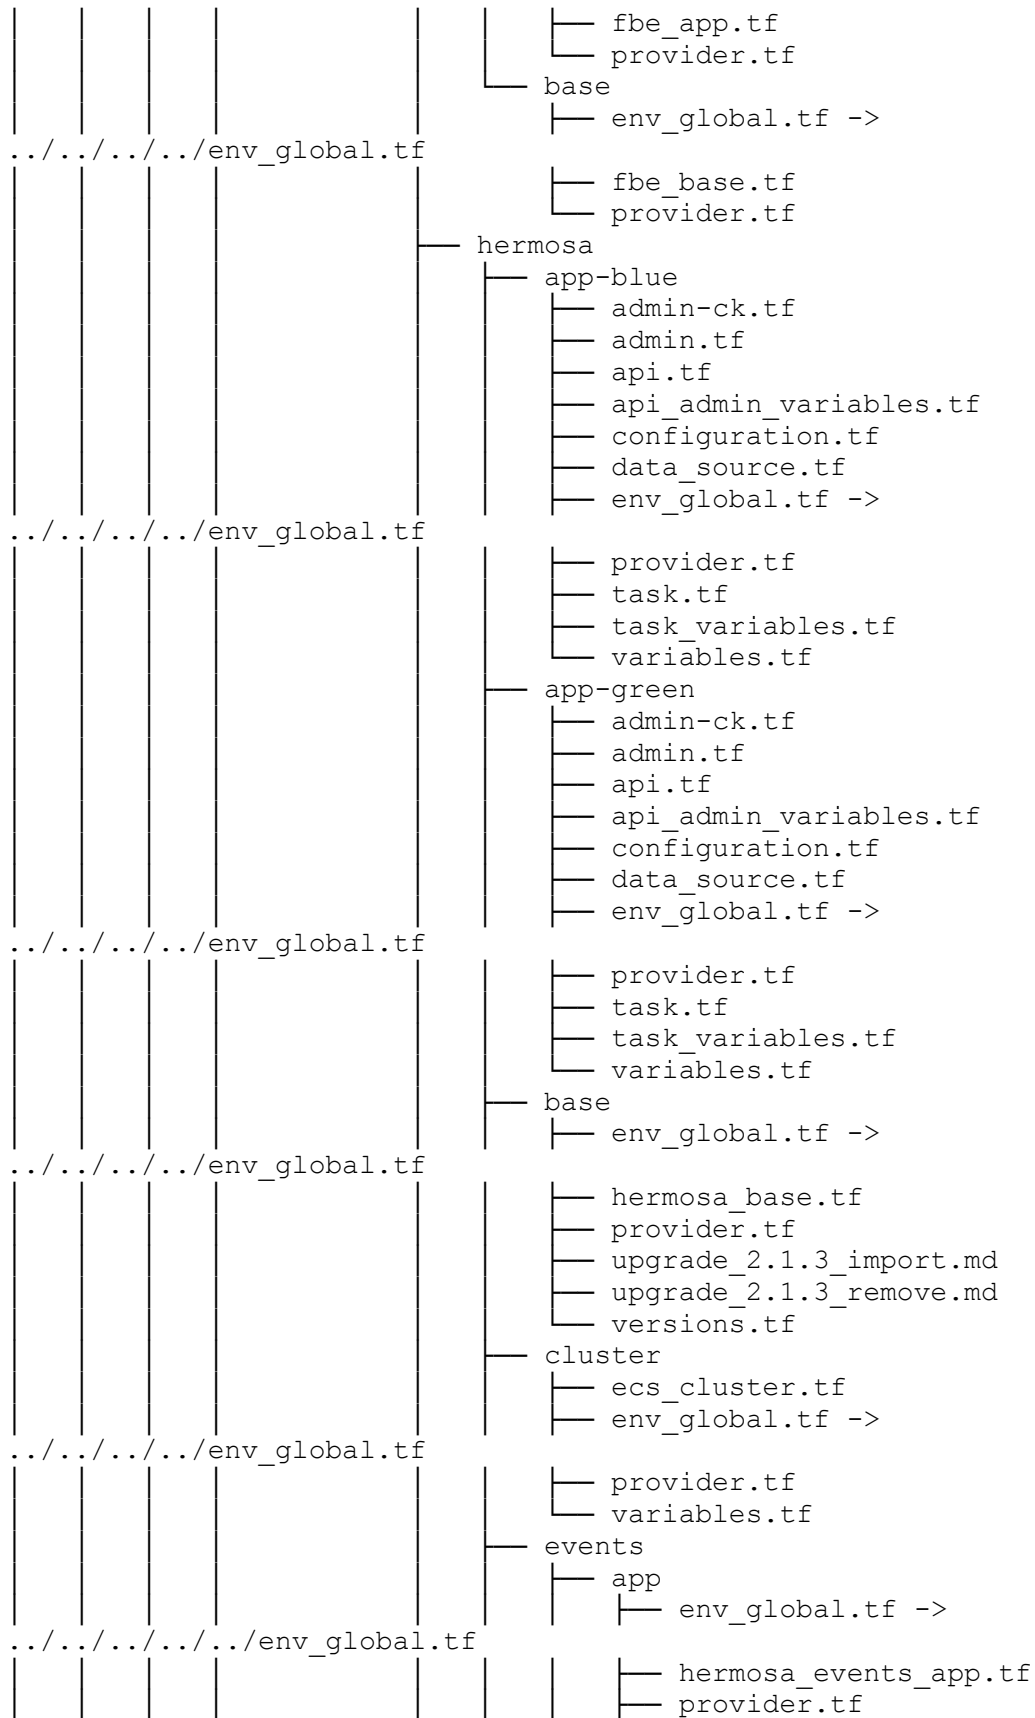 │   │   │   │           │   │   ├── fbe_app.tf
│   │   │   │           │   │   └── provider.tf
│   │   │   │           │   └── base
│   │   │   │           │       ├── env_global.tf ->
../../../../env_global.tf
│   │   │   │           │       ├── fbe_base.tf
│   │   │   │           │       └── provider.tf
│   │   │   │           ├── hermosa
│   │   │   │           │   ├── app-blue
│   │   │   │           │   │   ├── admin-ck.tf
│   │   │   │           │   │   ├── admin.tf
│   │   │   │           │   │   ├── api.tf
│   │   │   │           │   │   ├── api_admin_variables.tf
│   │   │   │           │   │   ├── configuration.tf
│   │   │   │           │   │   ├── data_source.tf
│   │   │   │           │   │   ├── env_global.tf ->
../../../../env_global.tf
│   │   │   │           │   │   ├── provider.tf
│   │   │   │           │   │   ├── task.tf
│   │   │   │           │   │   ├── task_variables.tf
│   │   │   │           │   │   └── variables.tf
│   │   │   │           │   ├── app-green
│   │   │   │           │   │   ├── admin-ck.tf
│   │   │   │           │   │   ├── admin.tf
│   │   │   │           │   │   ├── api.tf
│   │   │   │           │   │   ├── api_admin_variables.tf
│   │   │   │           │   │   ├── configuration.tf
│   │   │   │           │   │   ├── data_source.tf
│   │   │   │           │   │   ├── env_global.tf ->
../../../../env_global.tf
│   │   │   │           │   │   ├── provider.tf
│   │   │   │           │   │   ├── task.tf
│   │   │   │           │   │   ├── task_variables.tf
│   │   │   │           │   │   └── variables.tf
│   │   │   │           │   ├── base
│   │   │   │           │   │   ├── env_global.tf ->
../../../../env_global.tf
│   │   │   │           │   │   ├── hermosa_base.tf
│   │   │   │           │   │   ├── provider.tf
│   │   │   │           │   │   ├── upgrade_2.1.3_import.md
│   │   │   │           │   │   ├── upgrade_2.1.3_remove.md
│   │   │   │           │   │   └── versions.tf
│   │   │   │           │   ├── cluster
│   │   │   │           │   │   ├── ecs_cluster.tf
│   │   │   │           │   │   ├── env_global.tf ->
../../../../env_global.tf
│   │   │   │           │   │   ├── provider.tf
│   │   │   │           │   │   └── variables.tf
│   │   │   │           │   ├── events
│   │   │   │           │   │   ├── app
│   │   │   │           │   │   │   ├── env_global.tf ->
../../../../../env_global.tf
│   │   │   │           │   │   │   ├── hermosa_events_app.tf
│   │   │   │           │   │   │   ├── provider.tf